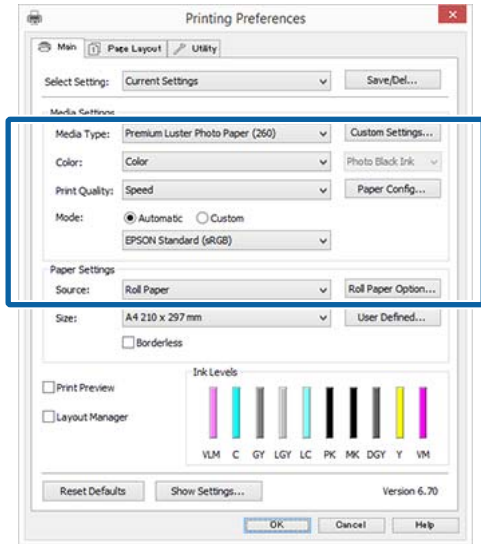 Printing Preferences
Main Page Layout Utility
Select Setting: Current Settings Save/Del...
Media Settings
Media Type: Premium Luster Photo Paper (260) Custom Settings...
Color: Color Photo Black Ink
Print Quality: Speed Paper Config...
Mode: Automatic Custom
EPSON Standard (sRGB)
Paper Settings
Source: Roll Paper Roll Paper Option...
Size: A4 210 x 297 mm User Defined...
Borderless
Ink Levels
Print Preview
Layout Manager
VLM C GY LGY LC PK MK DGY Y VM
Reset Defaults Show Settings... Version 6.70
OK Cancel Help